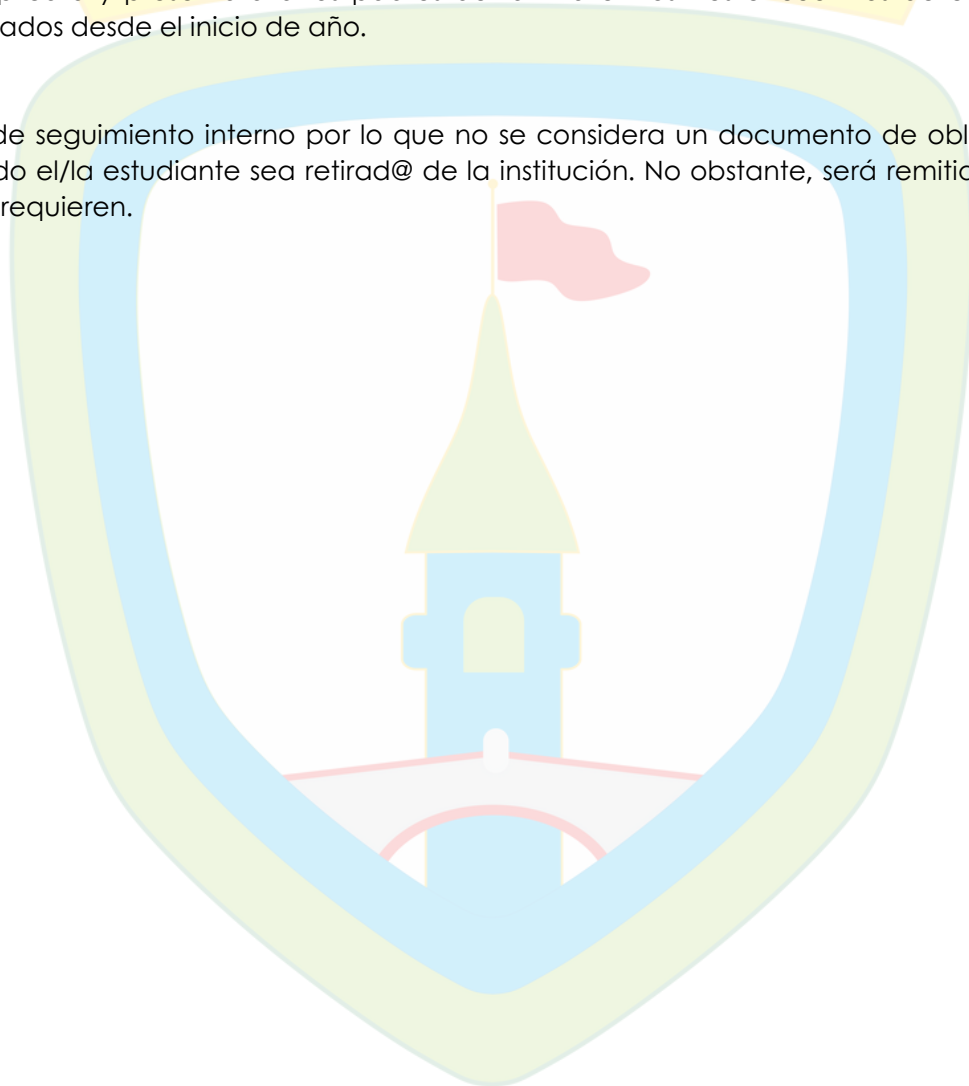 ados desde el inicio de año.
de seguimiento interno por lo que no se considera un documento de obl
do el/la estudiante sea retirad@ de la institución. No obstante, será remitid
requieren.